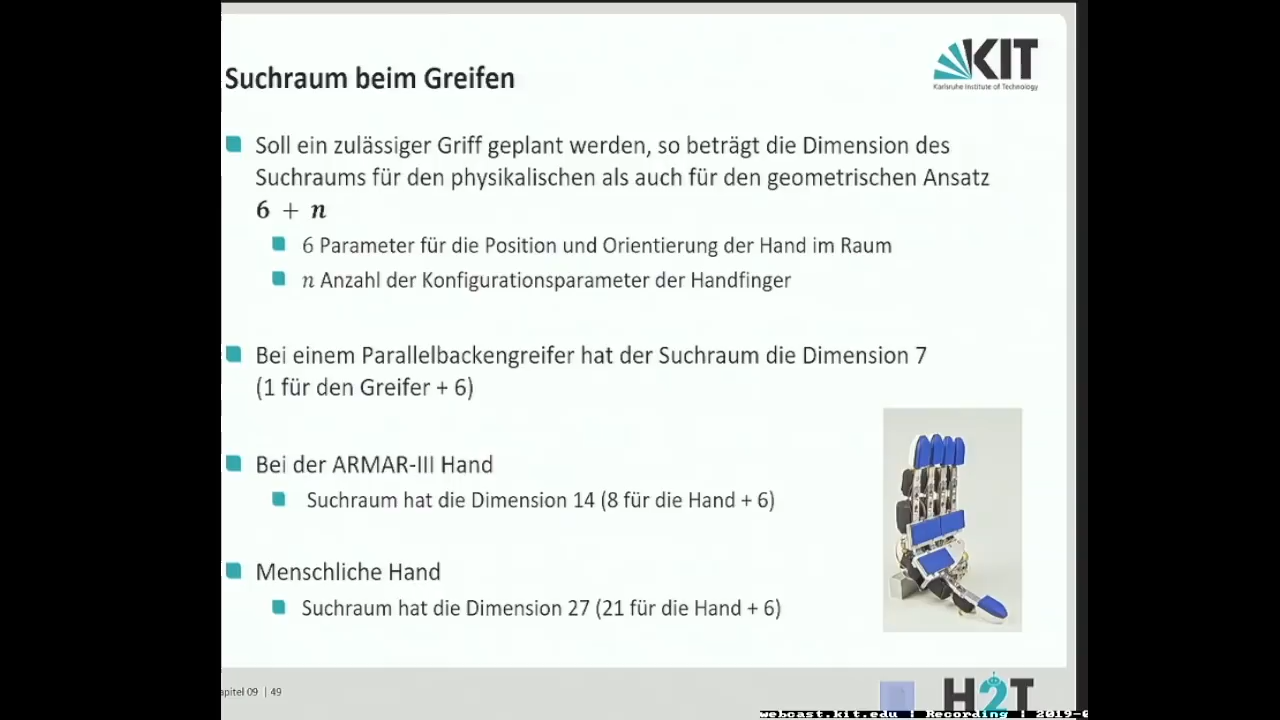 KIT
Karlsruhe Institute of Technology
Suchraum beim Greifen
Soll ein zulässiger Griff geplant werden, so beträgt die Dimension des
Suchraums für den physikalischen als auch für den geometrischen Ansatz
6 + n
6 Parameter für die Position und Orientierung der Hand im Raum
n Anzahl der Konfigurationsparameter der Handfinger
Bei einem Parallelbackengreifer hat der Suchraum die Dimension 7
(1 für den Greifer + 6)
Bei der ARMAR-III Hand
Suchraum hat die Dimension 14 (8 für die Hand + 6)
Menschliche Hand
Suchraum hat die Dimension 27 (21 für die Hand + 6)
apitel 09 | 49
H2T
webcast.kit.edu | Recording | 2019-0